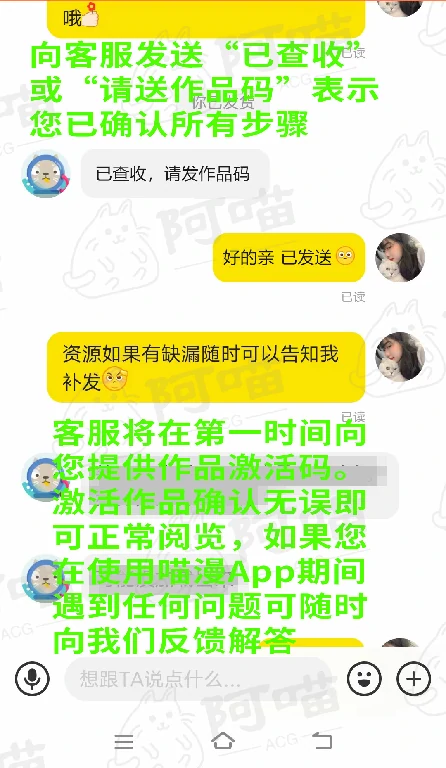 哦
向客服发送“已查收”
已读
或“请送作品码”表示
你已发货
您已确认所有步骤
已查收，请发作品码
好的亲 已发送
已读
资源如果有缺漏随时可以告知我
补发
已读
客服将在第一时间向
您提供作品激活码。
激活作品确认无误即
可正常阅览，如果您
在使用喵漫App期间
遇到任何问题可随时
向我们反馈解答
想跟TA说点什么...
阿喵
ACG